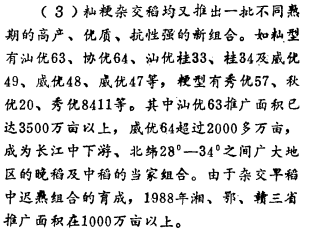 （3）籼粳杂交稻均又推出一批不同熟
期的高产、优质、抗性强的新组合。如籼型
有汕优63、协优64、汕优桂33、桂34及威优
49、威优48、威优47等，粳型有秀优57、秋
优20、秀优8411等。其中汕优63推广面积已
达3500万亩以上，威优64超过2000多万亩，
成为长江中下游、北纬28°—34°之间广大地
区的晚稻及中稻的当家组合。由于杂交早稻
中迟熟组合的育成，1988年湘、鄂、赣三省
推广面积在1000万亩以上。